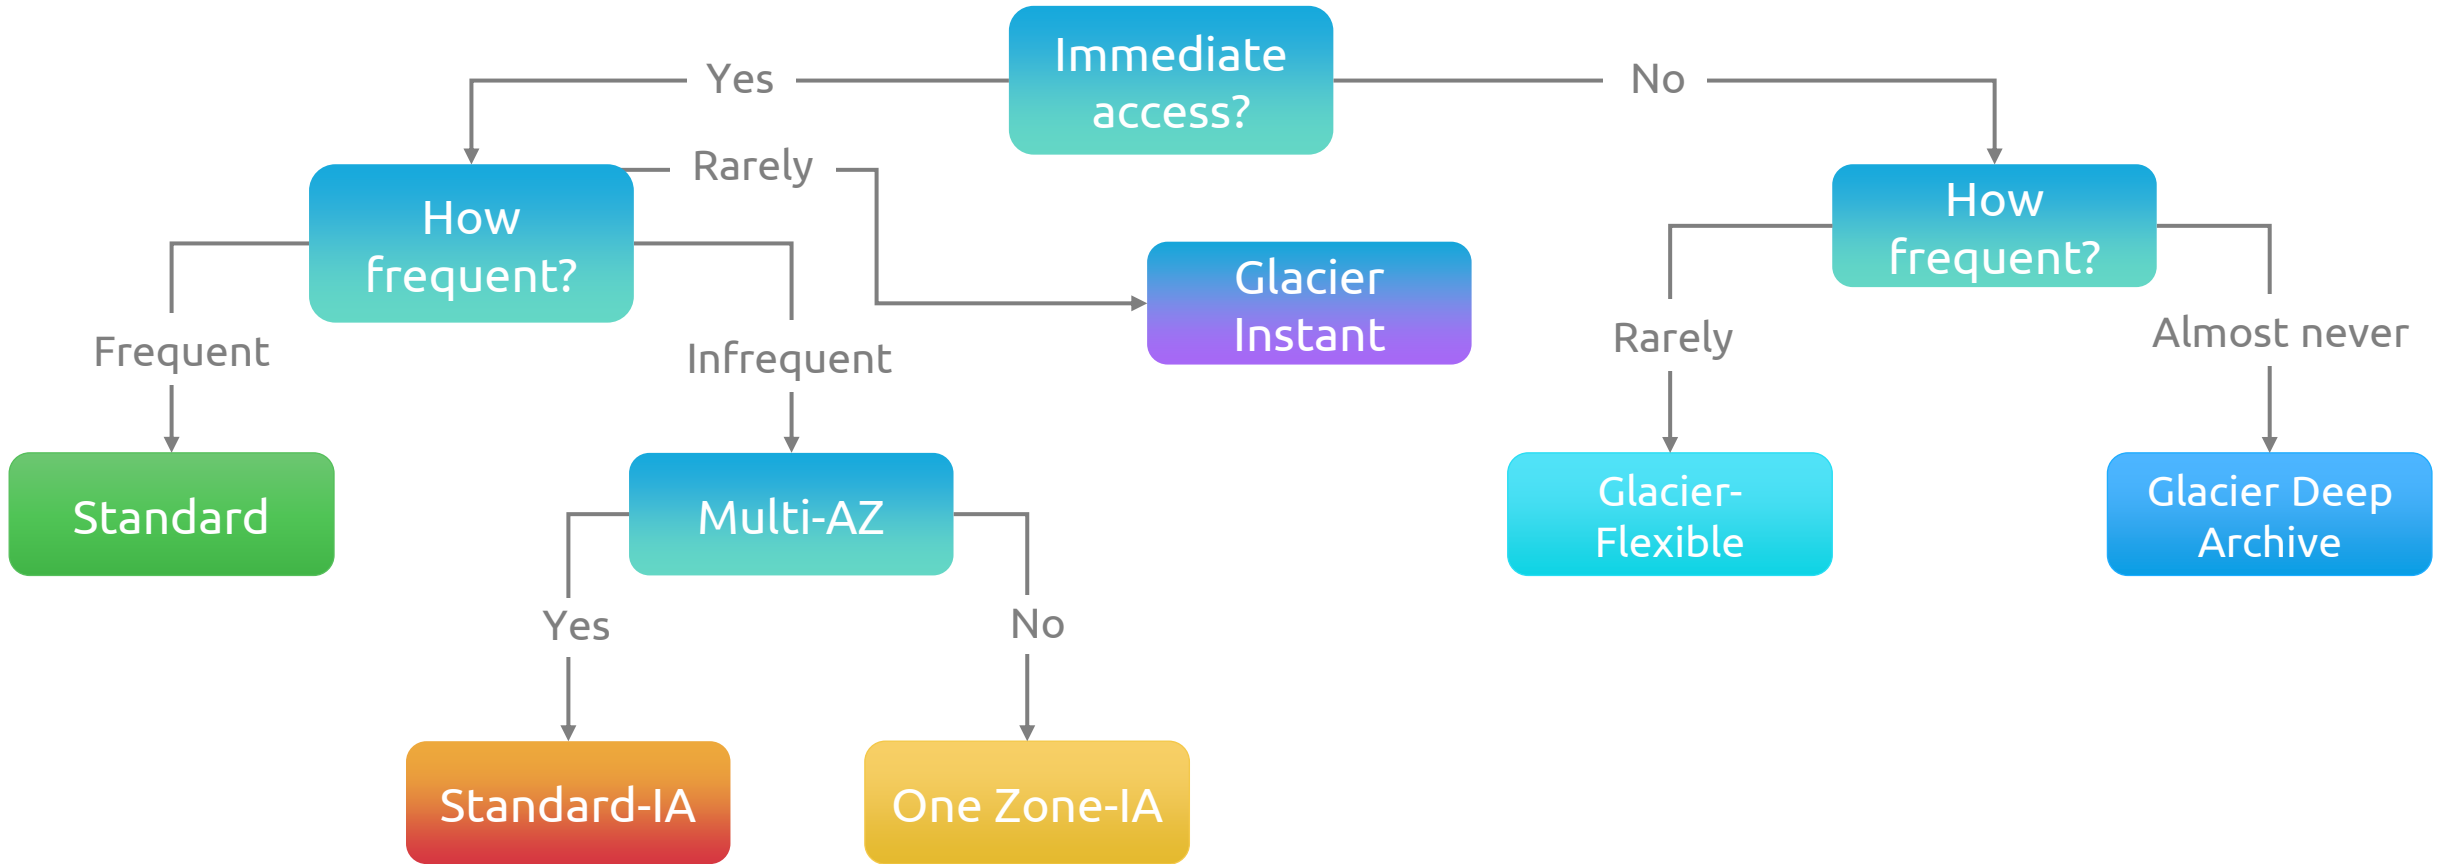 Immediate
access?
Yes
No
Rarely
How
frequent?
How
frequent?
Glacier
Instant
Frequent
Infrequent
Rarely
Almost never
Standard
Multi-AZ
Glacier-
Flexible
Glacier Deep
Archive
Yes
No
Standard-IA
One Zone-IA